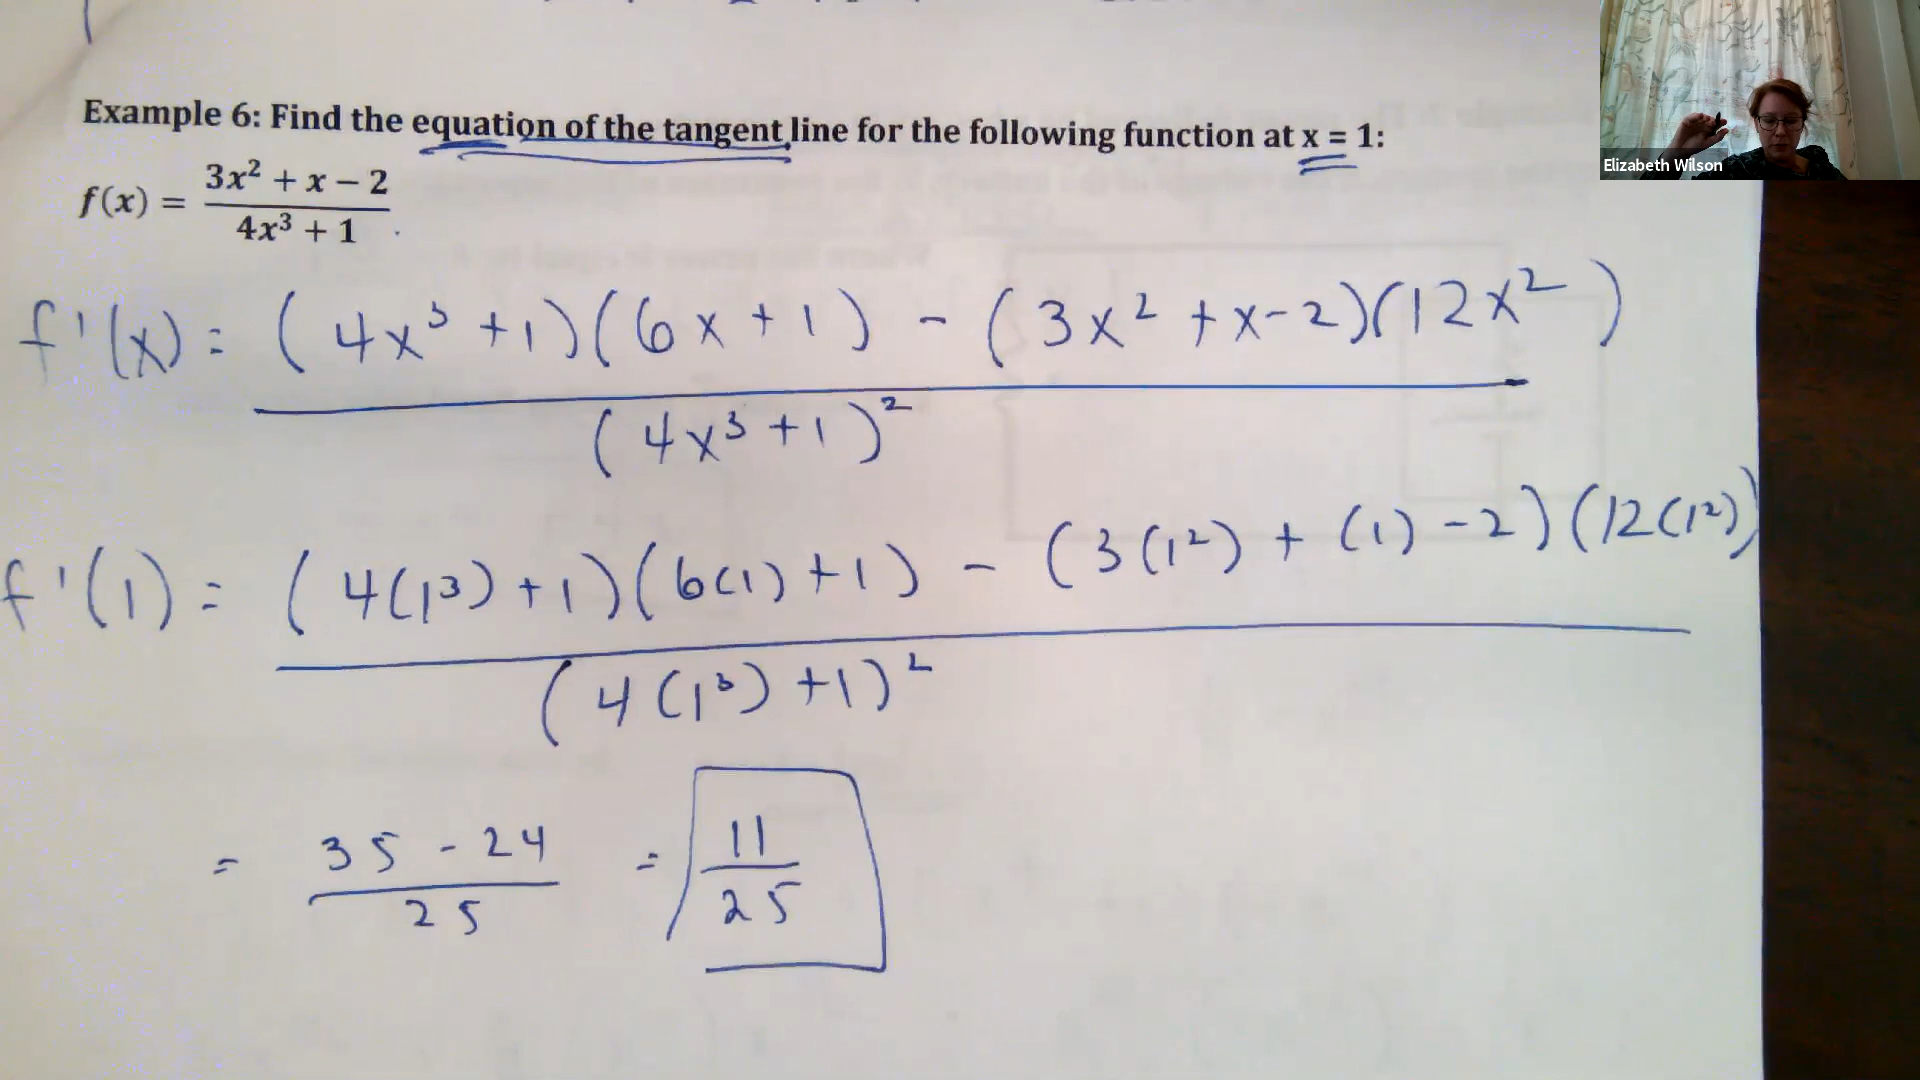 Example 6: Find the equation of the tangent line for the following function at x = 1:
f(x) = (3x² + x − 2)/(4x³ + 1)
Elizabeth Wilson
f'(x) = ((4x³ + 1)(6x + 1) - (3x² + x - 2)(12x²))/(4x³ + 1)²
f'(1) = ((4(1³) + 1)(6(1) + 1) - (3(1²) + (1) - 2)(12(1²)))/(4(1³) + 1)²
= (35 - 24)/25 = 11/25